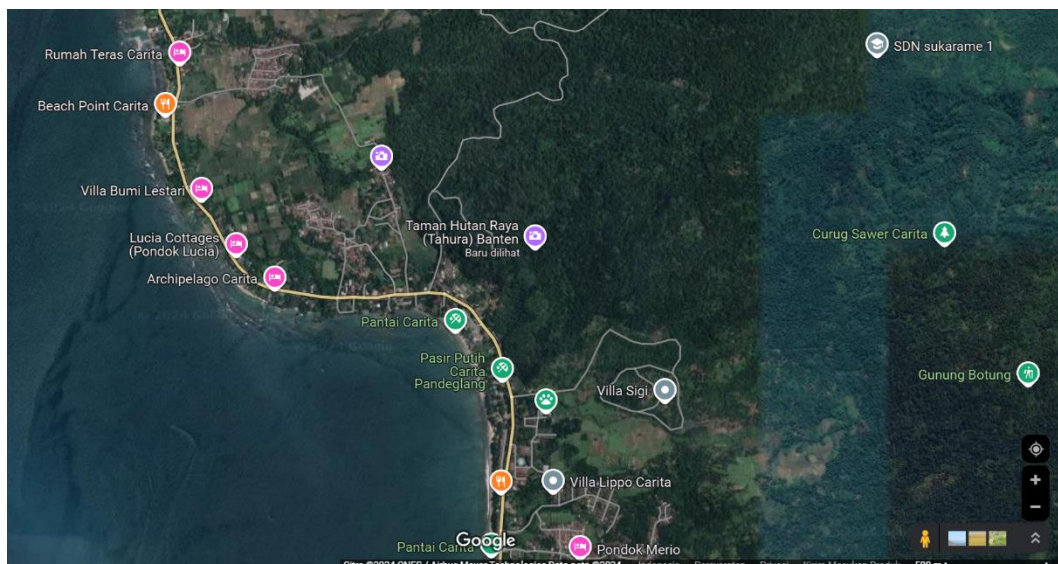 SDN sukarame 1
Rumah Teras Carita
Beach Point Carita
Villa Bumi Lestari
Taman Hutan Raya
(Tahura) Banten
Baru dilihat
Curug Sawer Carita
Lucia Cottages
(Pondok Lucia)
Archipelago Carita
Pantai Carita
Pasir Putih
Carita
Pandeglang
Gunung Botung
Villa Sigi
Villa Lippo Carita
Google
Pantai Carita
Pondok Merio